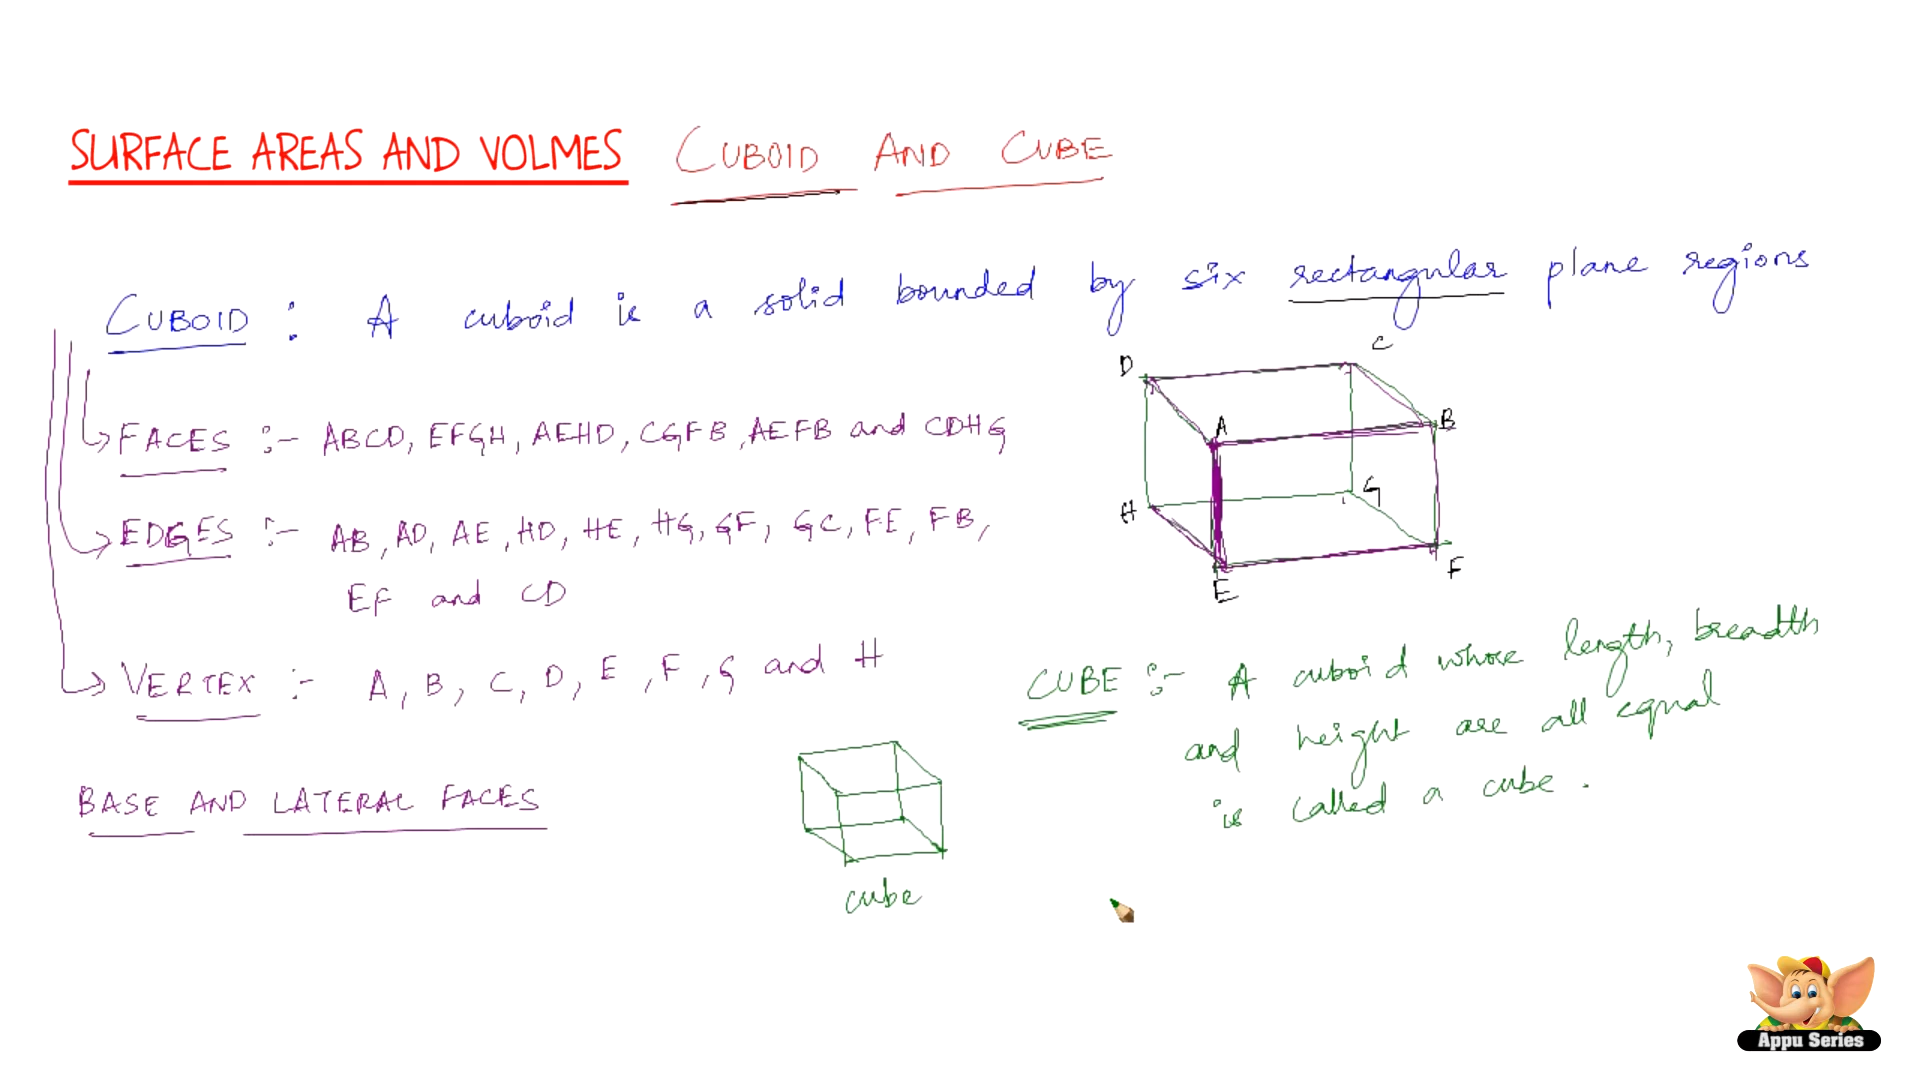 SURFACE AREAS AND VOLMES CUBOID AND CUBE
CUBOID : A cuboid is a solid bounded by six rectangular plane regions
FACES :- ABCD, EFGH, AEHD, CGFB, AEFB and CDHG
EDGES :- AB, AD, AE, HD, HE, HG, GF, GC, FE, FB,
EF and CD
VERTEX :- A, B, C, D, E, F, G and H
BASE AND LATERAL FACES
D
C
A
B
H
G
E
F
CUBE :- A cuboid whose length, breadth
and height are all equal
is called a cube.
cube
Appu Series